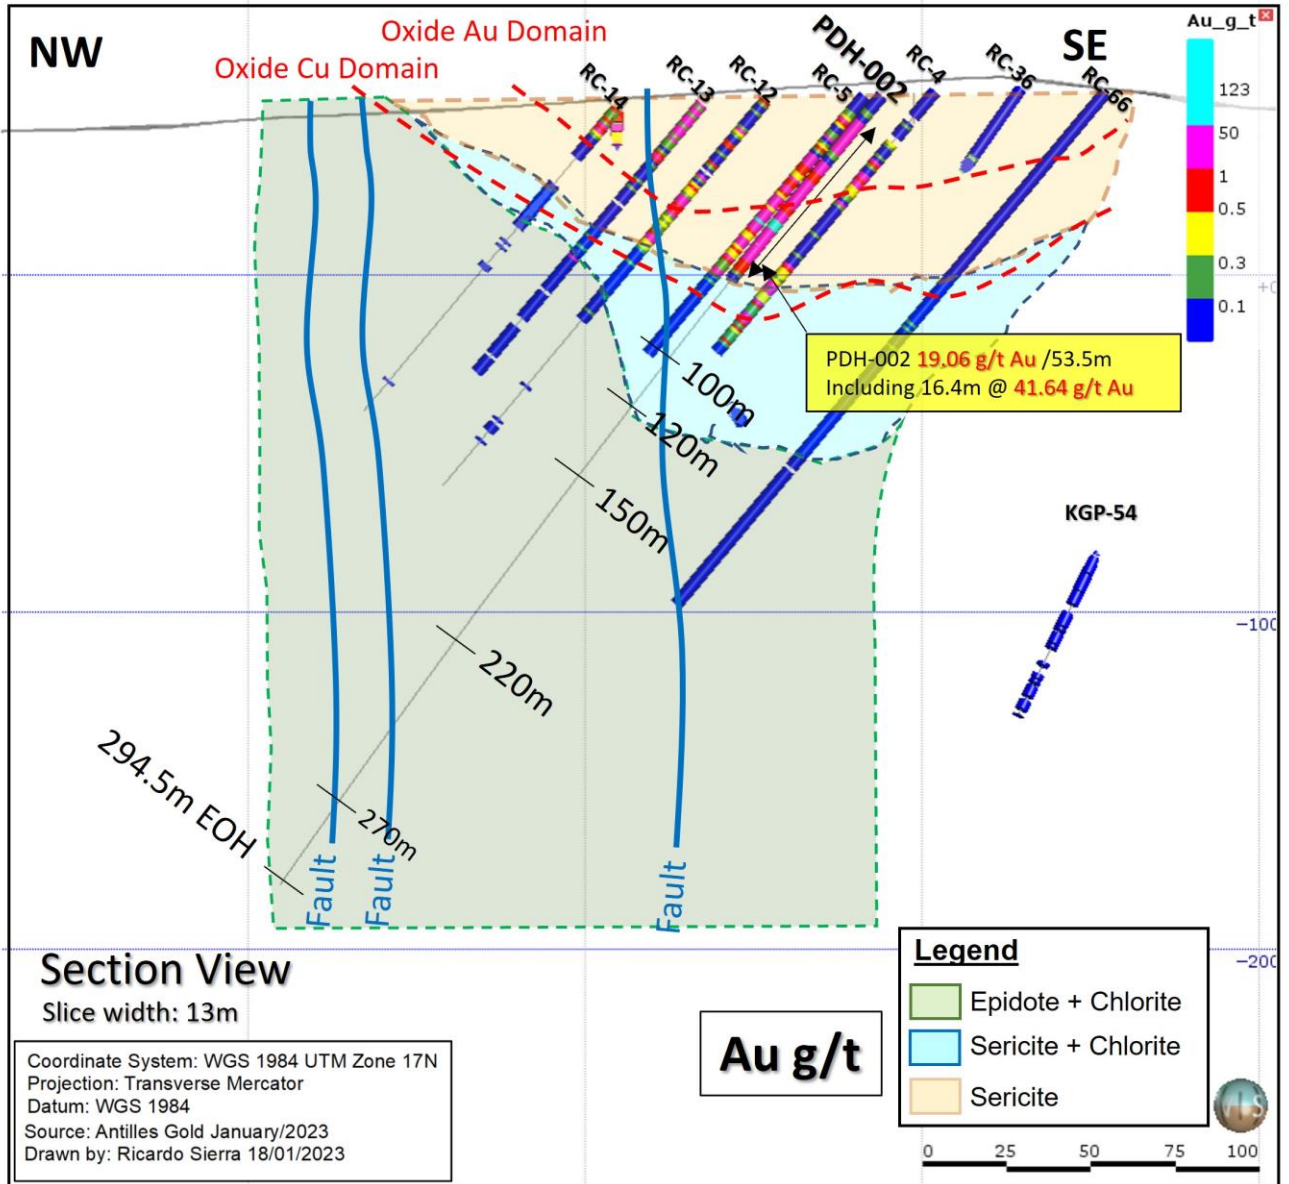 NW
Oxide Au Domain
Oxide Cu Domain
SE
Au_g_t
RC-14
RC-13
RC-12
RC-5
PDH-002
RC-4
RC-36
RC-66
123
50
1
0.5
0.3
0.1
PDH-002 19.06 g/t Au /53.5m
Including 16.4m @ 41.64 g/t Au
100m
120m
150m
220m
270m
294.5m EOH
KGP-54
-100
-200
Fault
Fault
Fault
Section View
Slice width: 13m
Coordinate System: WGS 1984 UTM Zone 17N
Projection: Transverse Mercator
Datum: WGS 1984
Source: Antilles Gold January/2023
Drawn by: Ricardo Sierra 18/01/2023
Au g/t
Legend
Epidote + Chlorite
Sericite + Chlorite
Sericite
0 25 50 75 100